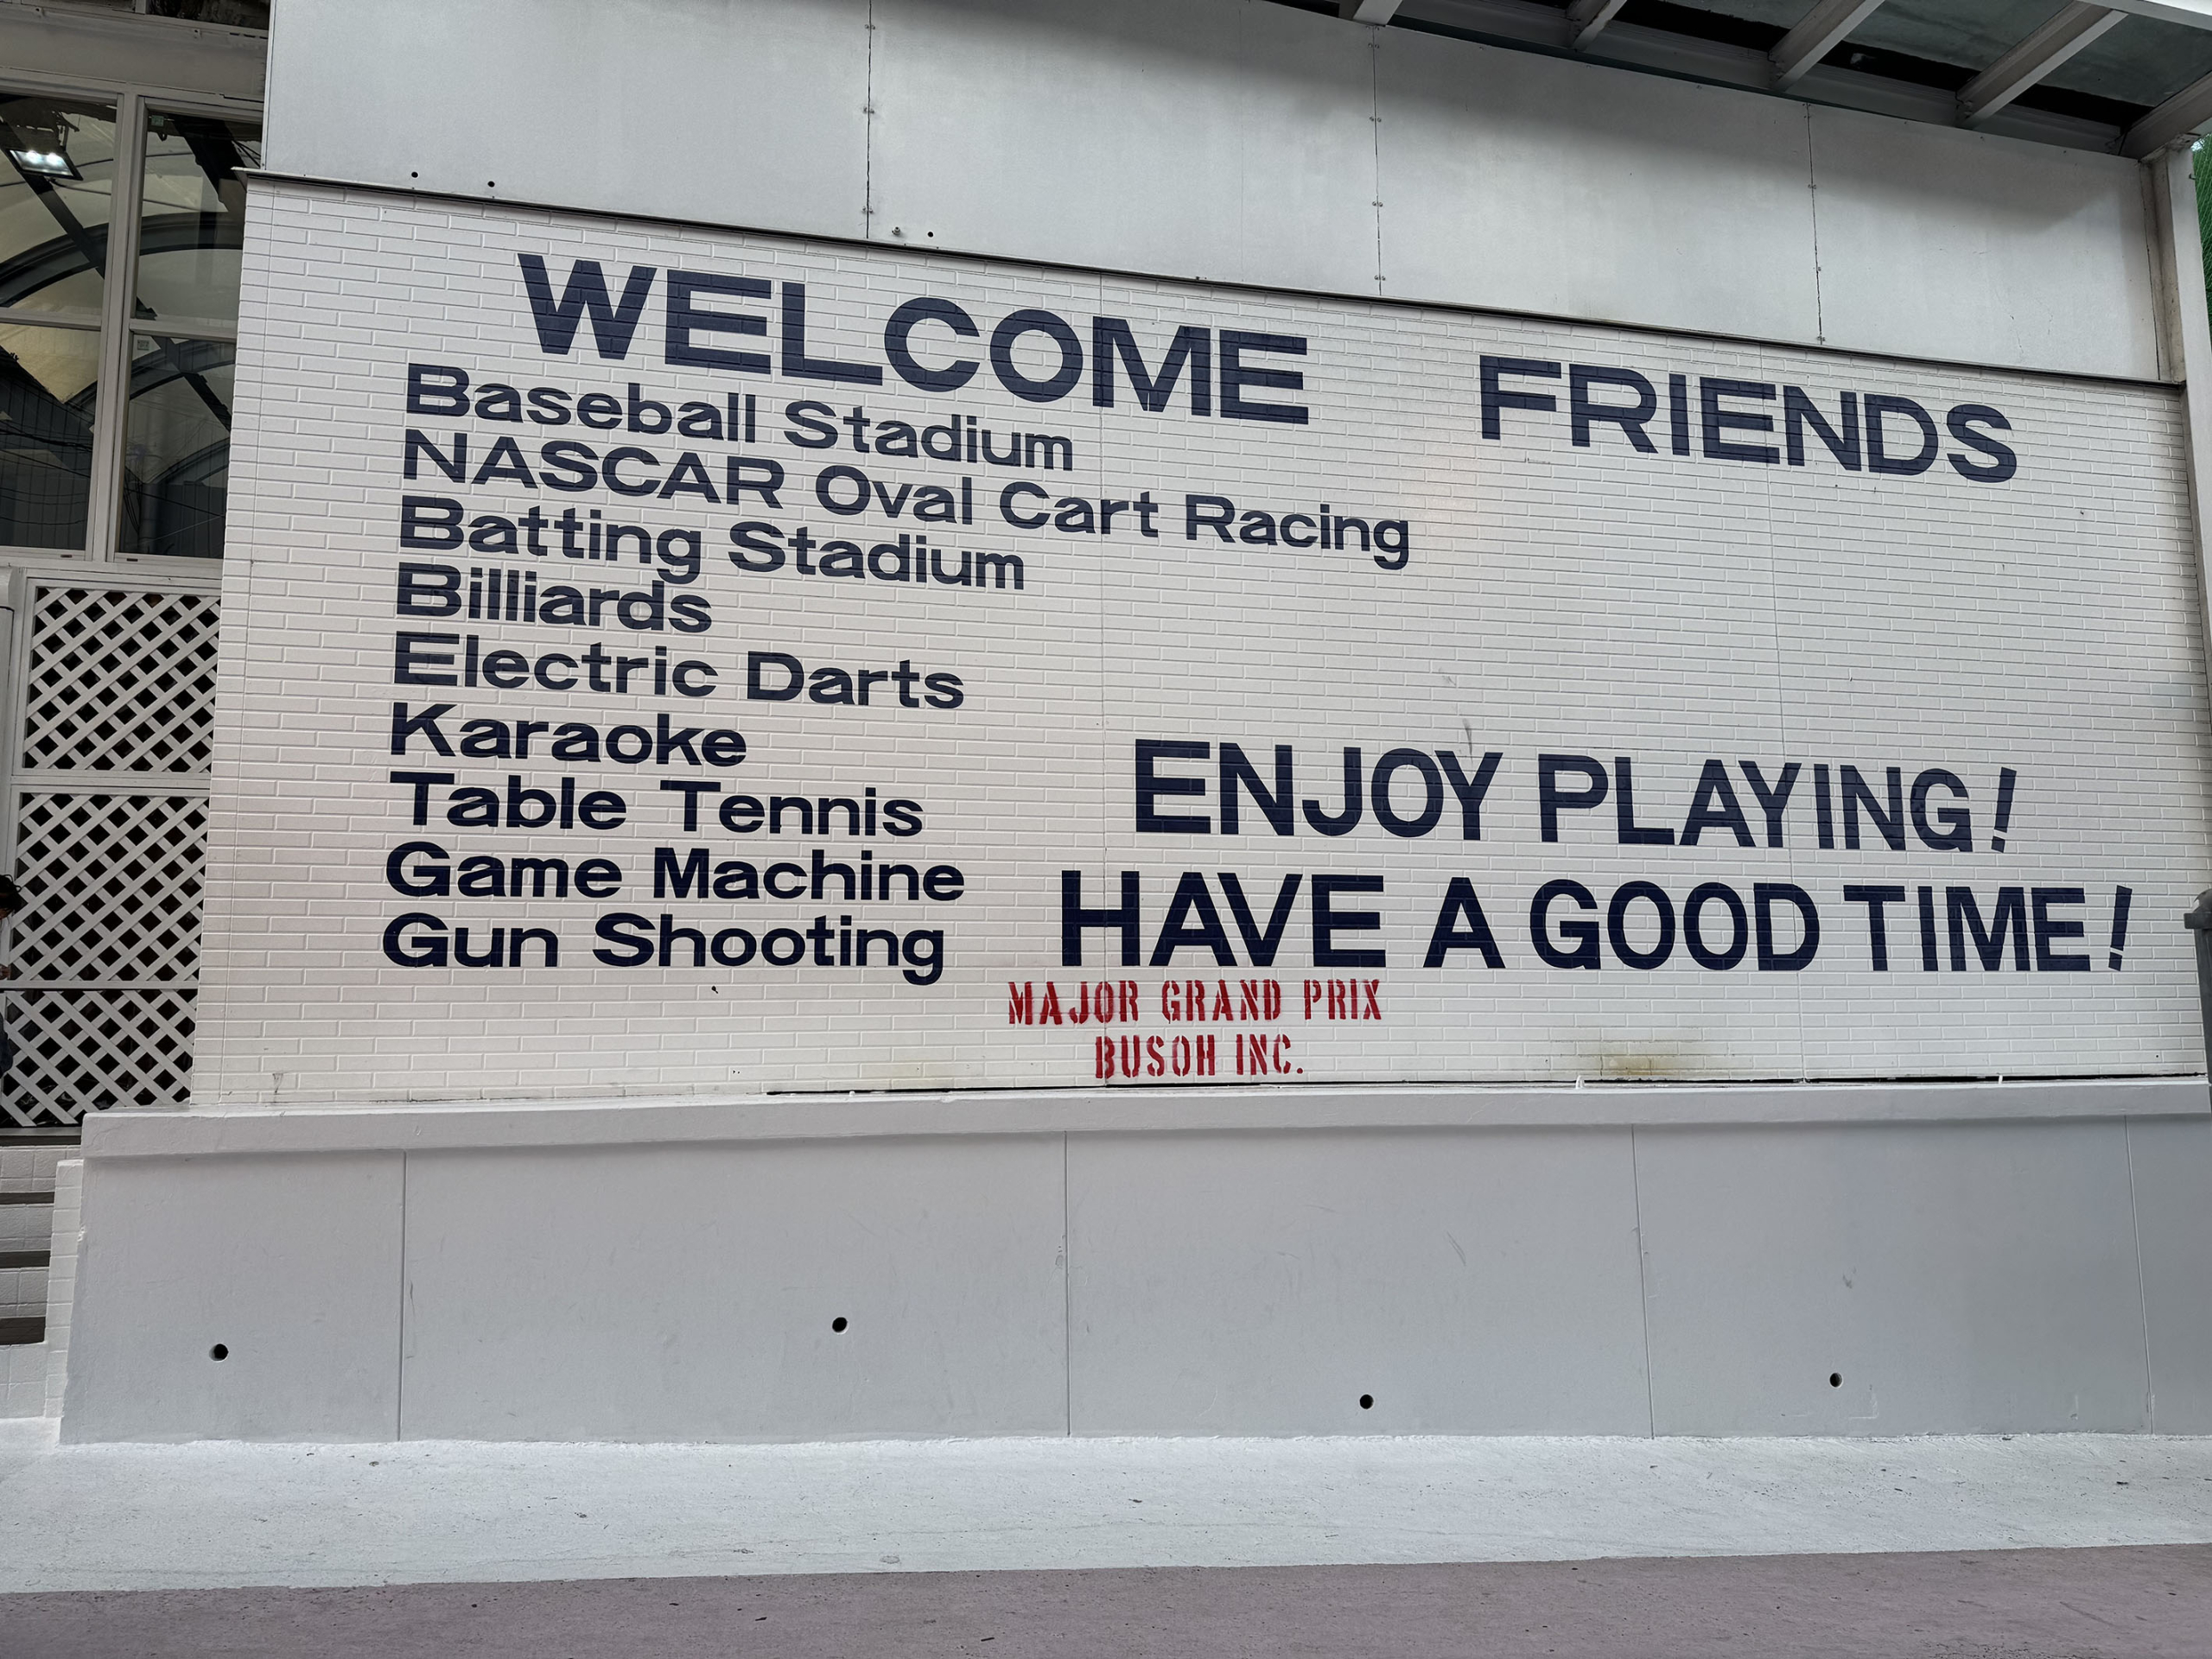 WELCOME FRIENDS
Baseball Stadium
NASCAR Oval Cart Racing
Batting Stadium
Billiards
Electric Darts
Karaoke
Table Tennis
Game Machine
Gun Shooting
ENJOY PLAYING!
HAVE A GOOD TIME!
MAJOR GRAND PRIX
BUSOH INC.